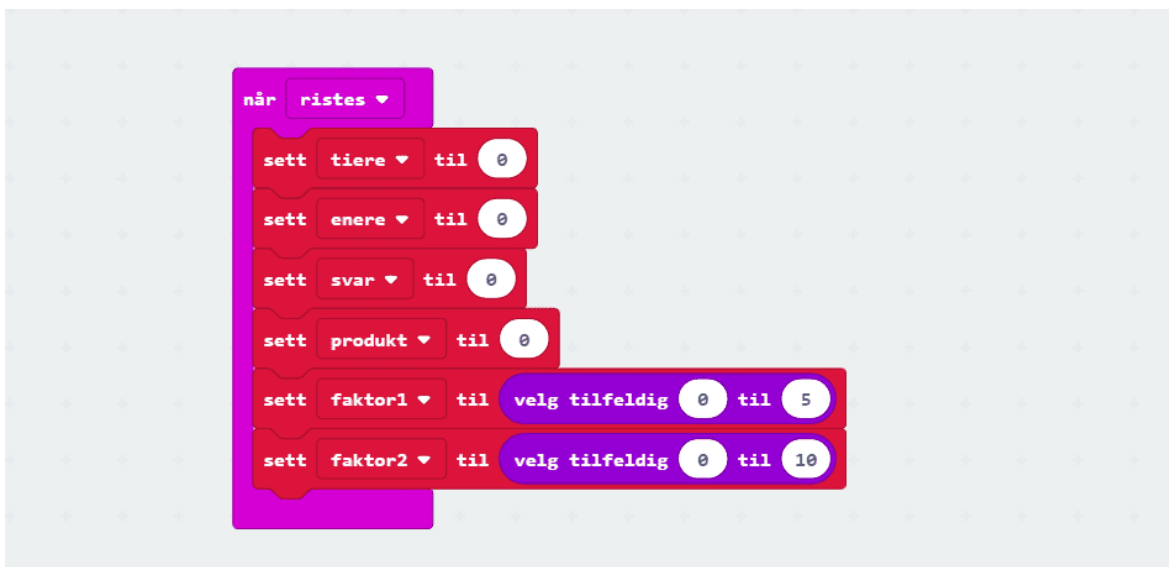 når ristes
sett tiere til 0
sett enere til 0
sett svar til 0
sett produkt til 0
sett faktor1 til velg tilfeldig 0 til 5
sett faktor2 til velg tilfeldig 0 til 10